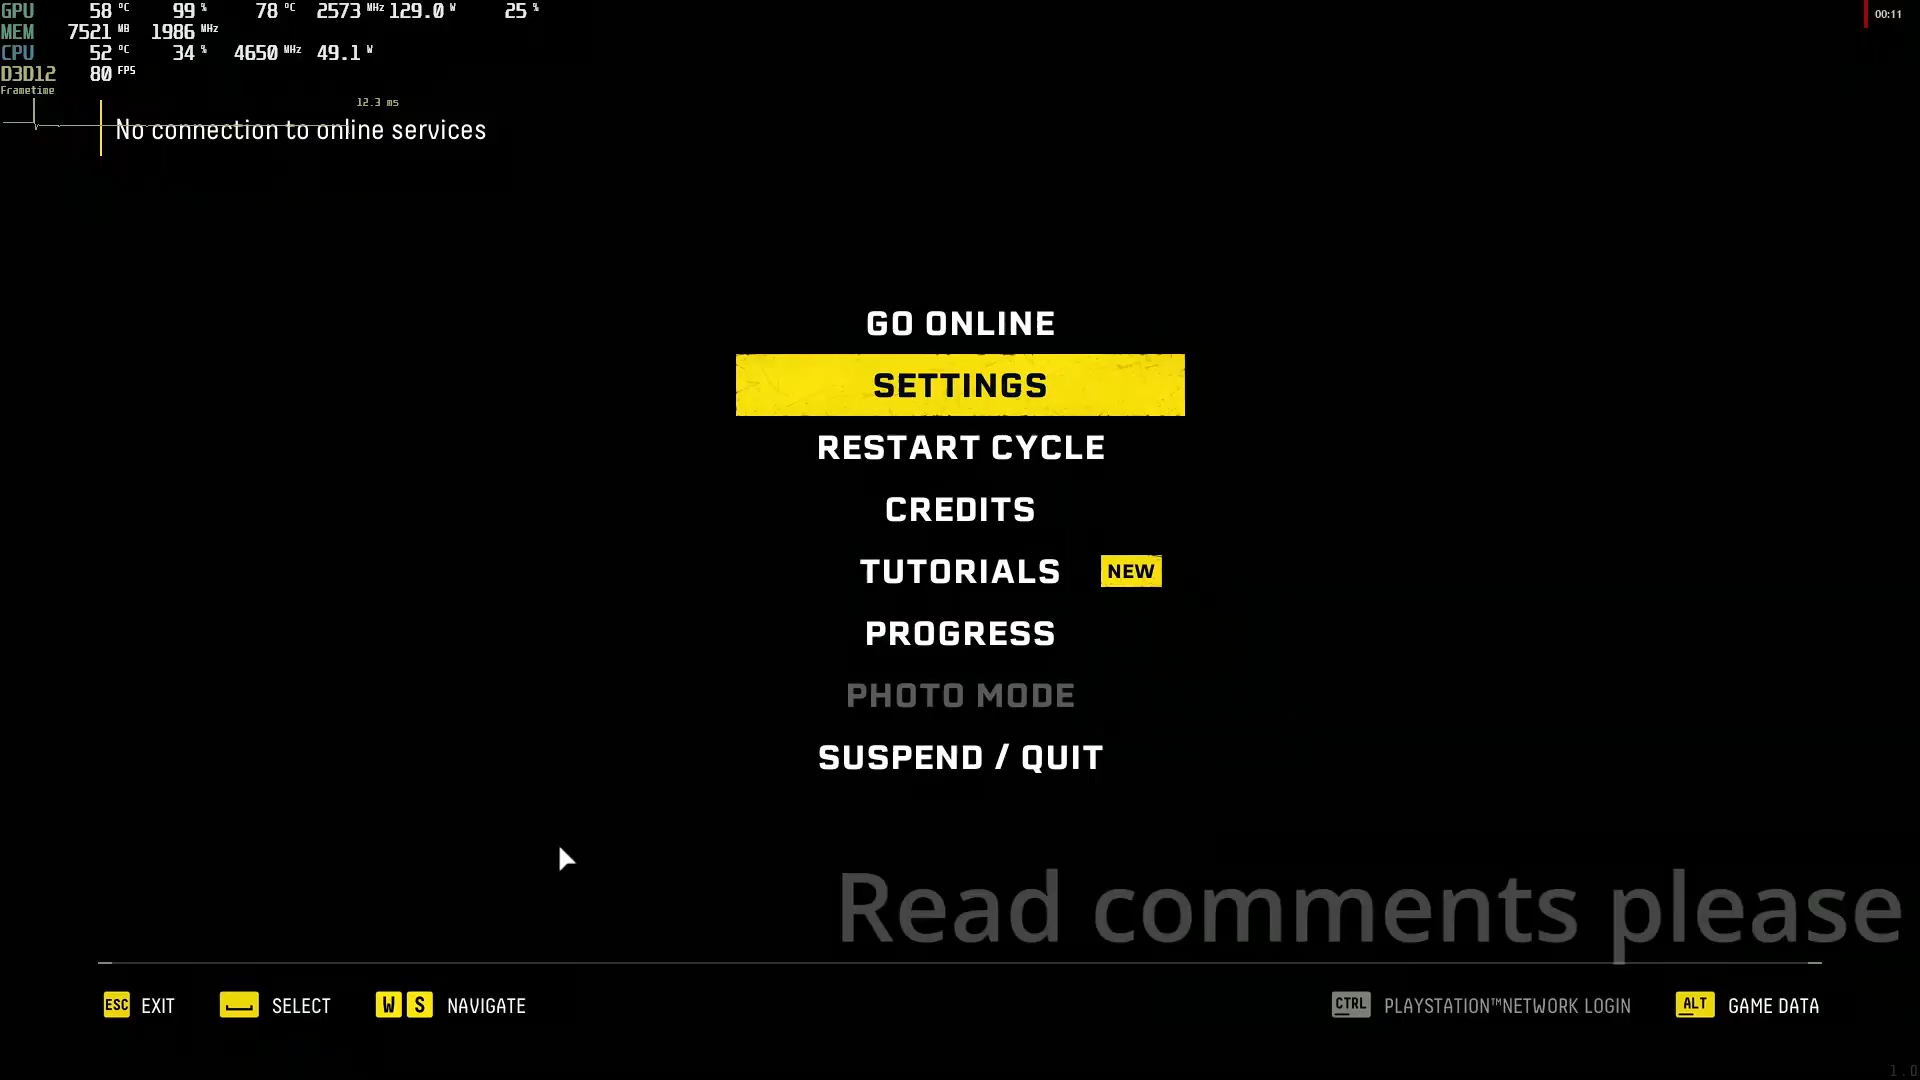 GPU 58 °C 99 % 78 °C 2573 MHz 129.0 W 25 %
MEM 7521 MB 1986 MHz
CPU 52 °C 34 % 4650 MHz 49.1 W
D3D12 80 FPS
Frametime
12.3 ms
00:11
No connection to online services
GO ONLINE
SETTINGS
RESTART CYCLE
CREDITS
TUTORIALS NEW
PROGRESS
PHOTO MODE
SUSPEND / QUIT
Read comments please
ESC EXIT SELECT W S NAVIGATE CTRL PLAYSTATION™NETWORK LOGIN ALT GAME DATA
1.0